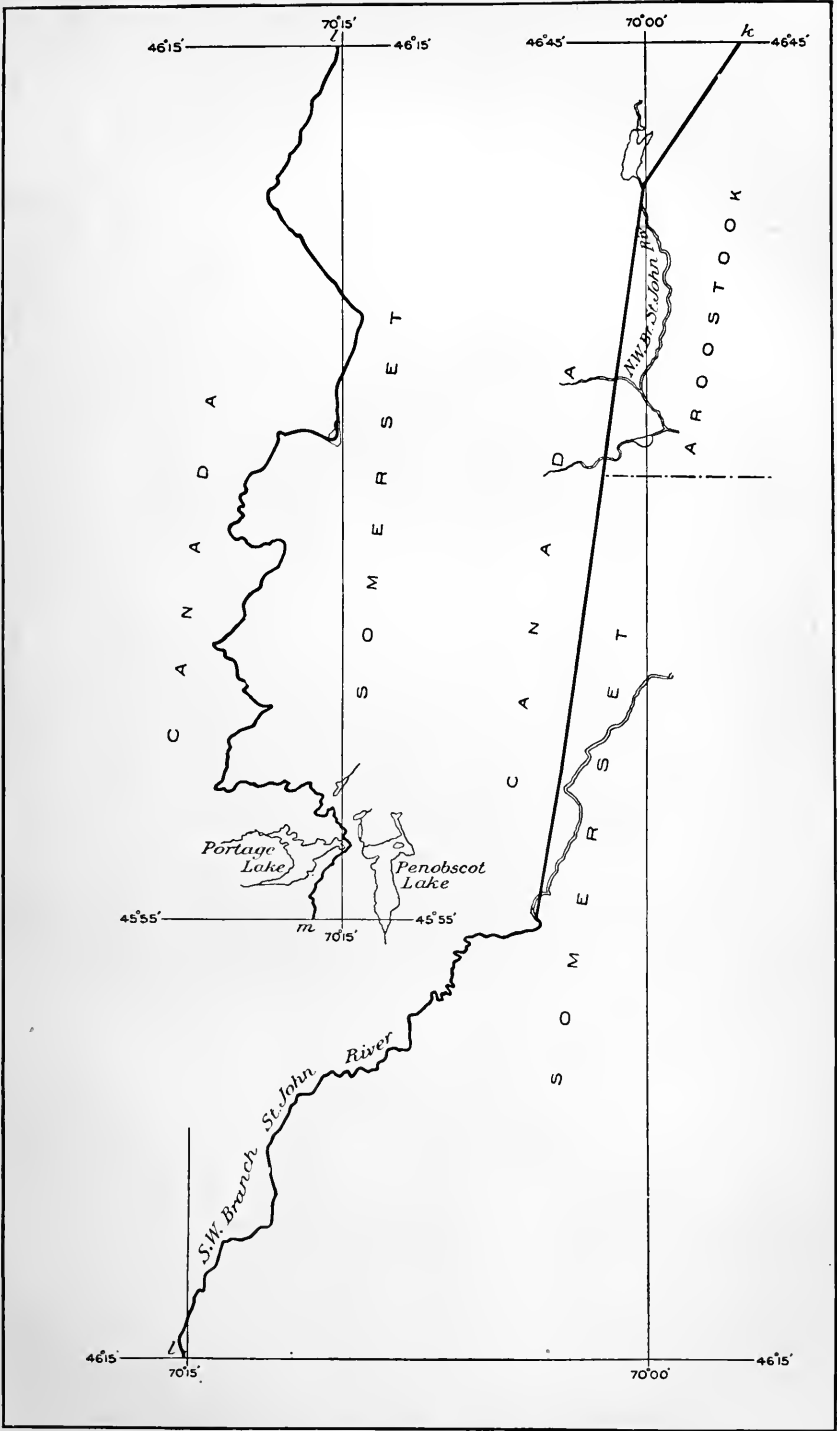 70°15'
70°00'
46°15'
l
46°15'
46°45'
k
46°45'
CANADA
SOMERSET
N.W. Br. St. John Riv.
AROOSTOOK
CANADA
SOMERSET
Portage
Lake
Penobscot
Lake
45°55'
m
70°15'
45°55'
S.W. Branch St. John River
l
46°15'
70°15'
70°00'
46°15'